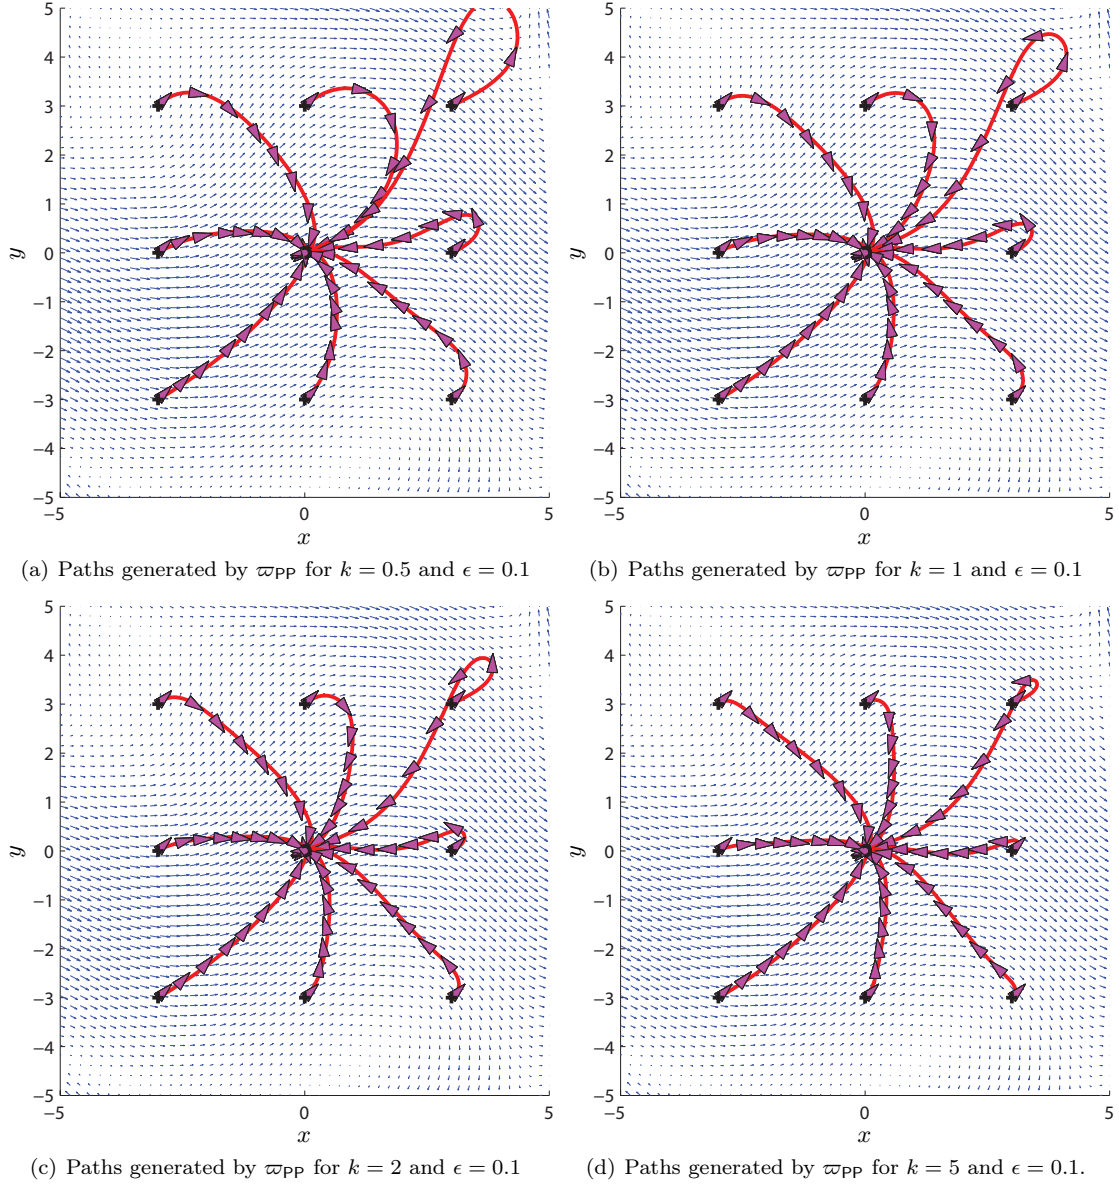 5
4
3
2
1
0
−1
−2
−3
−4
−5
y
−5 0 5
x
(a) Paths generated by ϖPP for k = 0.5 and ϵ = 0.1
5
4
3
2
1
0
−1
−2
−3
−4
−5
y
−5 0 5
x
(b) Paths generated by ϖPP for k = 1 and ϵ = 0.1
5
4
3
2
1
0
−1
−2
−3
−4
−5
y
−5 0 5
x
(c) Paths generated by ϖPP for k = 2 and ϵ = 0.1
5
4
3
2
1
0
−1
−2
−3
−4
−5
y
−5 0 5
x
(d) Paths generated by ϖPP for k = 5 and ϵ = 0.1.